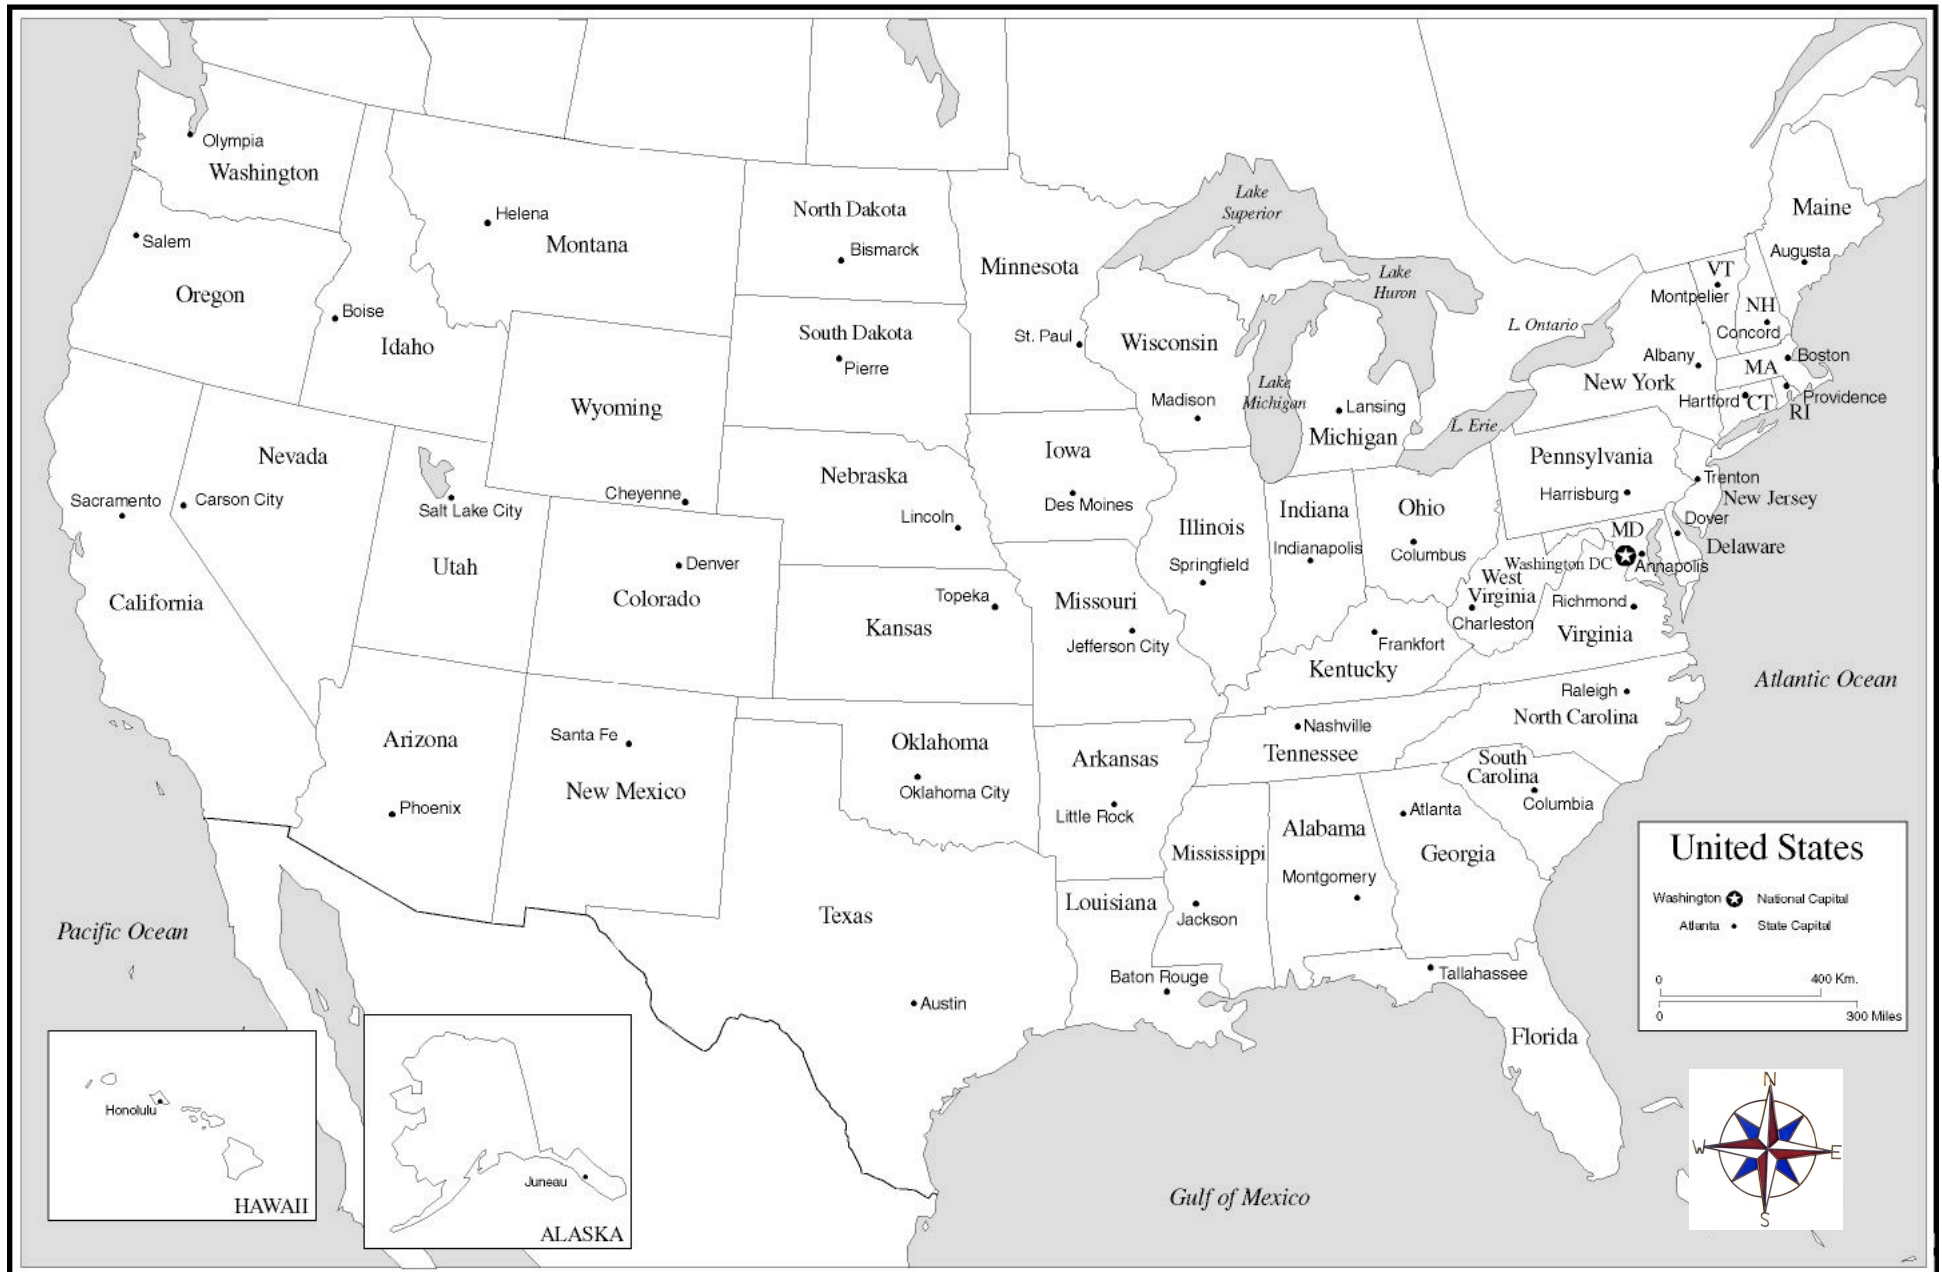 Olympia
Washington
Salem
Oregon
Boise
Idaho
Helena
Montana
North Dakota
Bismarck
South Dakota
Pierre
Minnesota
St. Paul
Wisconsin
Madison
Lake
Superior
Lake
Huron
Lake
Michigan
Lansing
Michigan
L. Ontario
L. Erie
Maine
Augusta
VT
Montpelier
NH
Concord
Albany
New York
MA
Boston
Hartford
CT
RI
Providence
Pennsylvania
Harrisburg
Trenton
New Jersey
Dover
Delaware
MD
Washington DC
Annapolis
Wyoming
Cheyenne
Nevada
Carson City
Sacramento
California
Salt Lake City
Utah
Denver
Colorado
Nebraska
Lincoln
Iowa
Des Moines
Illinois
Springfield
Indiana
Indianapolis
Ohio
Columbus
West
Virginia
Charleston
Richmond
Virginia
Topeka
Kansas
Missouri
Jefferson City
Frankfort
Kentucky
Raleigh
North Carolina
Atlantic Ocean
Arizona
Phoenix
Santa Fe
New Mexico
Oklahoma
Oklahoma City
Arkansas
Little Rock
Nashville
Tennessee
South
Carolina
Columbia
Mississippi
Jackson
Alabama
Montgomery
Atlanta
Georgia
Texas
Austin
Louisiana
Baton Rouge
Tallahassee
Florida
Pacific Ocean
Gulf of Mexico
Honolulu
HAWAII
Juneau
ALASKA
United States
Washington National Capital
Atlanta State Capital
0 400 Km.
0 300 Miles
N
W E
S